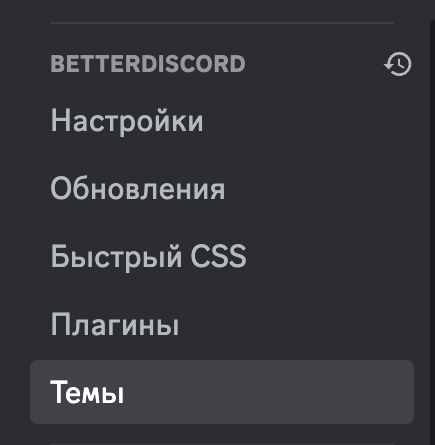 BETTERDISCORD
Настройки
Обновления
Быстрый CSS
Плагины
Темы